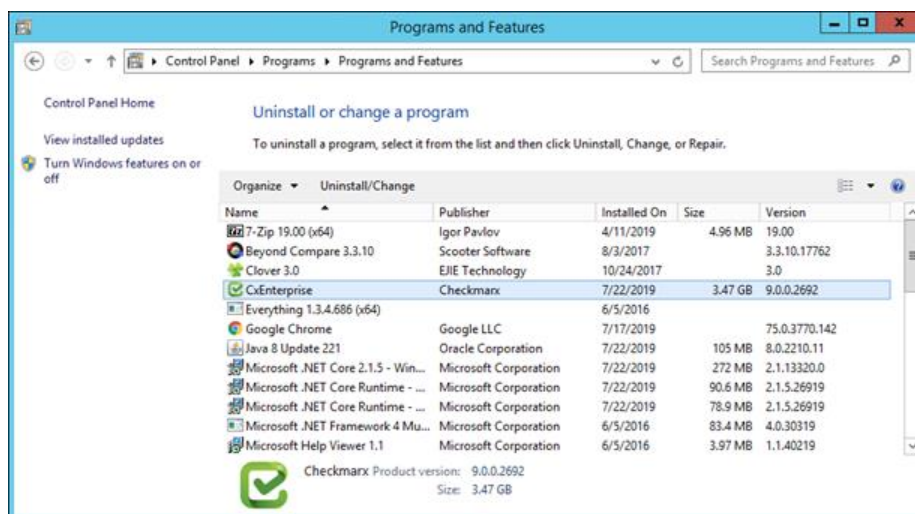 Programs and Features
Control Panel Programs Programs and Features
Search Programs and Features
Control Panel Home
Uninstall or change a program
View installed updates
To uninstall a program, select it from the list and then click Uninstall, Change, or Repair.
Turn Windows features on or
off
Organize Uninstall/Change
Name Publisher Installed On Size Version
7-Zip 19.00 (x64) Igor Pavlov 4/11/2019 4.96 MB 19.00
Beyond Compare 3.3.10 Scooter Software 8/3/2017 3.3.10.17762
Clover 3.0 EJIE Technology 10/24/2017 3.0
CxEnterprise Checkmarx 7/22/2019 3.47 GB 9.0.0.2692
Everything 1.3.4.686 (x64) 6/5/2016
Google Chrome Google LLC 7/17/2019 75.0.3770.142
Java 8 Update 221 Oracle Corporation 7/22/2019 105 MB 8.0.2210.11
Microsoft .NET Core 2.1.5 - Win... Microsoft Corporation 7/22/2019 272 MB 2.1.13320.0
Microsoft .NET Core Runtime - ... Microsoft Corporation 7/22/2019 90.6 MB 2.1.5.26919
Microsoft .NET Core Runtime - ... Microsoft Corporation 7/22/2019 78.9 MB 2.1.5.26919
Microsoft .NET Framework 4 Mu... Microsoft Corporation 6/5/2016 83.4 MB 4.0.30319
Microsoft Help Viewer 1.1 Microsoft Corporation 6/5/2016 3.97 MB 1.1.40219
Checkmarx Product version: 9.0.0.2692
Size: 3.47 GB